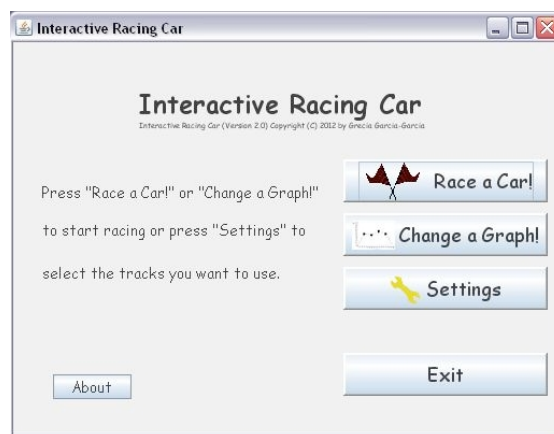 Interactive Racing Car
Interactive Racing Car
Interactive Racing Car (Version 2.0) Copyright (C) 2012 by Grecia Garcia-Garcia
Press "Race a Car!" or "Change a Graph!"
to start racing or press "Settings" to
select the tracks you want to use.
Race a Car!
Change a Graph!
Settings
Exit
About